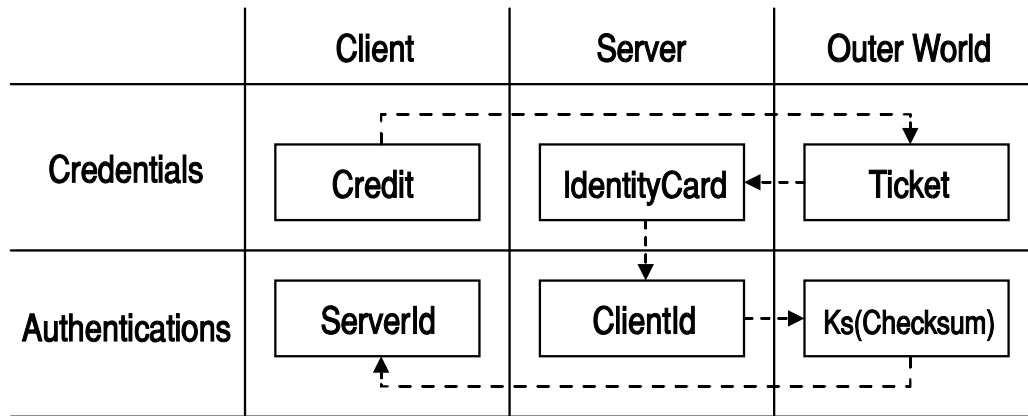 Client Server Outer World
Credentials Credit IdentityCard Ticket
Authentications ServerId ClientId Ks(Checksum)